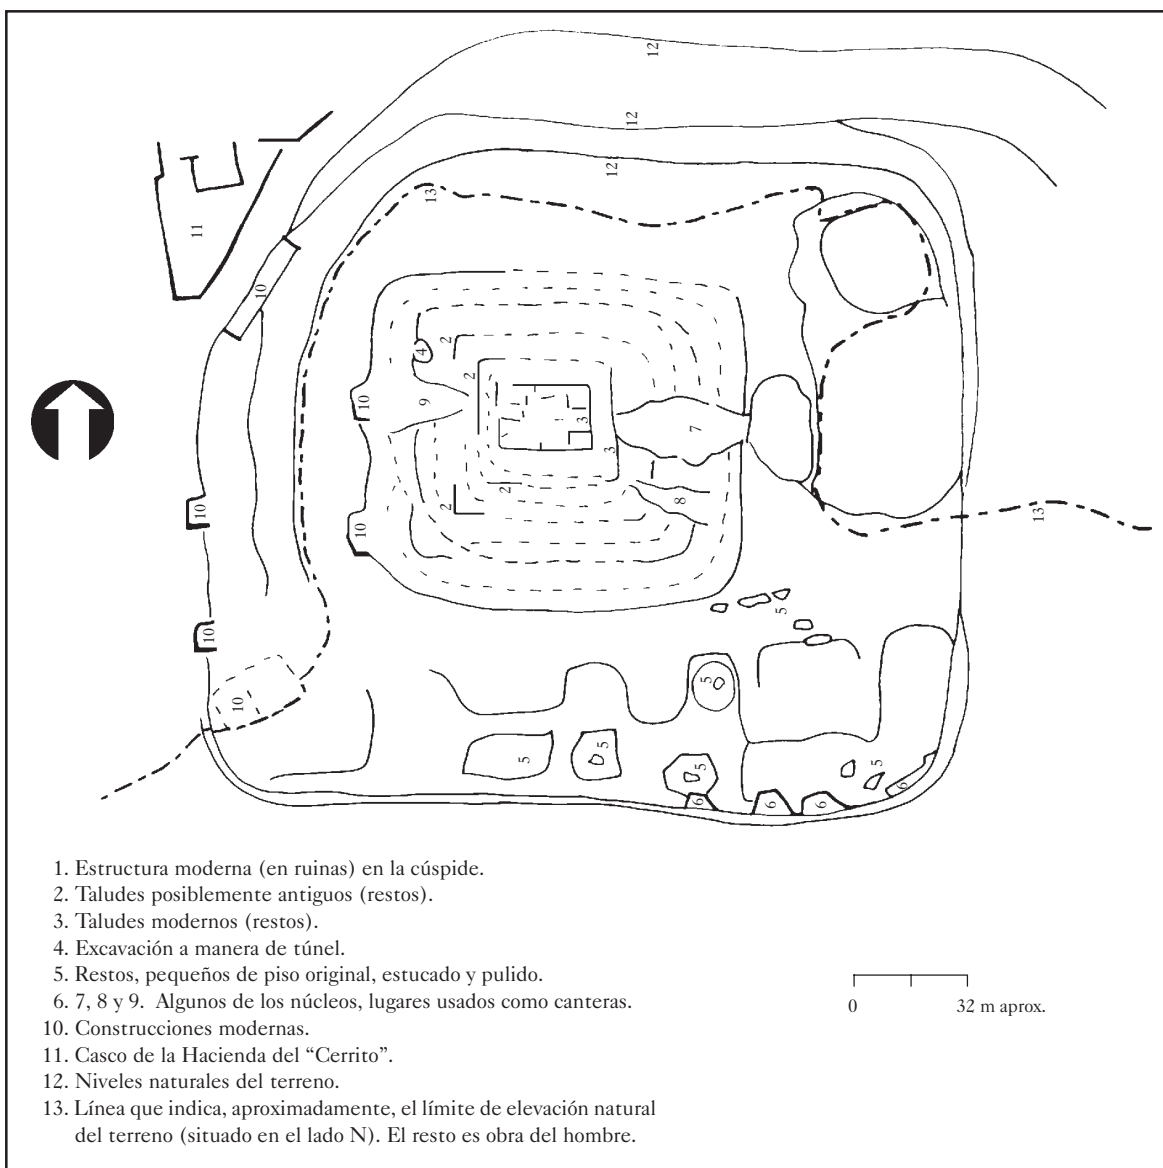 12
12
12
13
11
10
2
4
2
10
9
3
7
3
2
8
2
10
13
10
5
10
5
10
5
5
5
5
6
6
6
6
1. Estructura moderna (en ruinas) en la cúspide.
2. Taludes posiblemente antiguos (restos).
3. Taludes modernos (restos).
4. Excavación a manera de túnel.
5. Restos, pequeños de piso original, estucado y pulido.
6. 7, 8 y 9. Algunos de los núcleos, lugares usados como canteras.
10. Construcciones modernas.
11. Casco de la Hacienda del “Cerrito”.
12. Niveles naturales del terreno.
13. Línea que indica, aproximadamente, el límite de elevación natural
del terreno (situado en el lado N). El resto es obra del hombre.
0 32 m aprox.